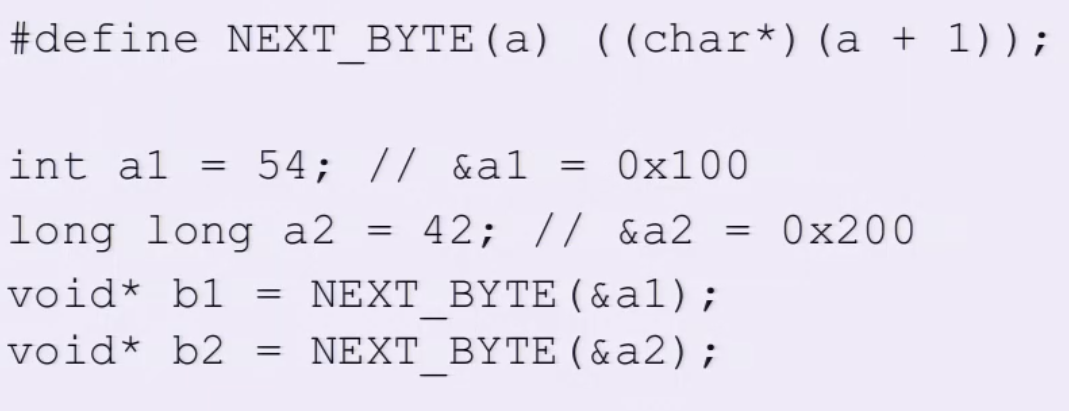 #define NEXT_BYTE(a) ((char*)(a + 1));
int a1 = 54; // &a1 = 0x100
long long a2 = 42; // &a2 = 0x200
void* b1 = NEXT_BYTE(&a1);
void* b2 = NEXT_BYTE(&a2);